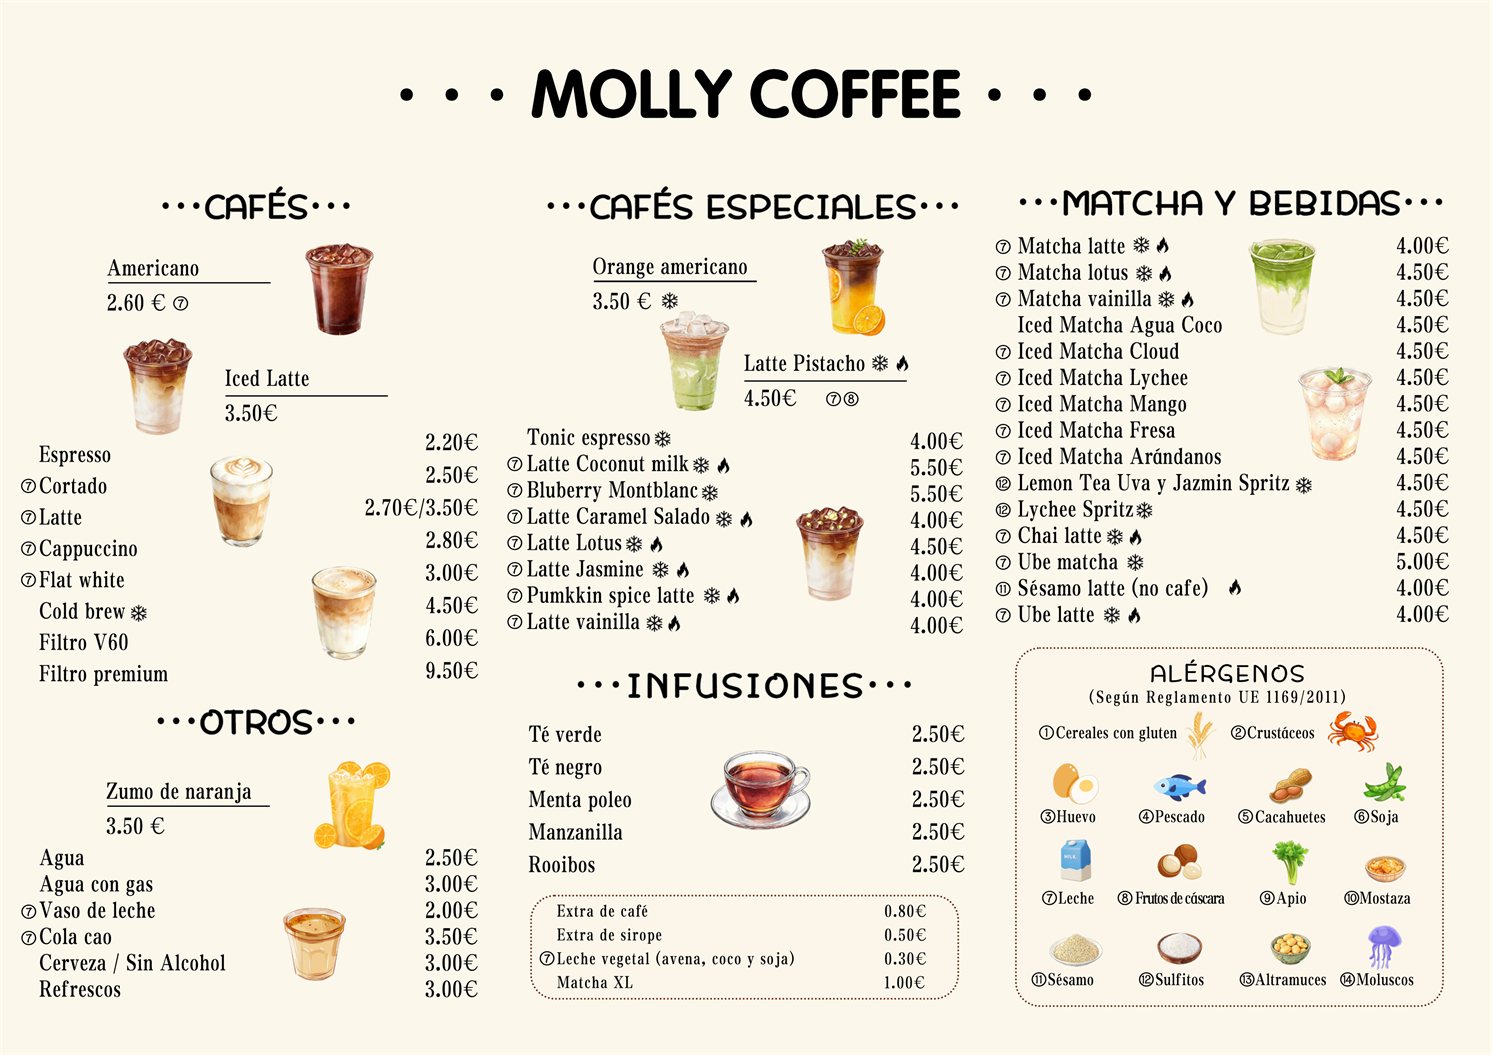 ··· MOLLY COFFEE ···
···CAFÉS···
Americano
2.60 € ⑦
Iced Latte
3.50€
Espresso 2.20€
⑦Cortado 2.50€
⑦Latte 2.70€/3.50€
⑦Cappuccino 2.80€
⑦Flat white 3.00€
Cold brew 4.50€
Filtro V60 6.00€
Filtro premium 9.50€
···OTROS···
Zumo de naranja
3.50 €
Agua 2.50€
Agua con gas 3.00€
⑦Vaso de leche 2.00€
⑦Cola cao 3.50€
Cerveza / Sin Alcohol 3.00€
Refrescos 3.00€
···CAFÉS ESPECIALES···
Orange americano
3.50 €
Latte Pistacho
4.50€ ⑦⑧
Tonic espresso 4.00€
⑦Latte Coconut milk 5.50€
⑦Bluberry Montblanc 5.50€
⑦Latte Caramel Salado 4.00€
⑦Latte Lotus 4.50€
⑦Latte Jasmine 4.00€
⑦Pumkkin spice latte 4.00€
⑦Latte vainilla 4.00€
···INFUSIONES···
Té verde 2.50€
Té negro 2.50€
Menta poleo 2.50€
Manzanilla 2.50€
Rooibos 2.50€
Extra de café 0.80€
Extra de sirope 0.50€
⑦Leche vegetal (avena, coco y soja) 0.30€
Matcha XL 1.00€
···MATCHA Y BEBIDAS···
⑦ Matcha latte 4.00€
⑦ Matcha lotus 4.50€
⑦ Matcha vainilla 4.50€
Iced Matcha Agua Coco 4.50€
⑦ Iced Matcha Cloud 4.50€
⑦ Iced Matcha Lychee 4.50€
⑦ Iced Matcha Mango 4.50€
⑦ Iced Matcha Fresa 4.50€
⑦ Iced Matcha Arándanos 4.50€
⑫ Lemon Tea Uva y Jazmin Spritz 4.50€
⑫ Lychee Spritz 4.50€
⑦ Chai latte 4.50€
⑦ Ube matcha 5.00€
⑪ Sésamo latte (no cafe) 4.00€
⑦ Ube latte 4.00€
ALÉRGENOS
(Según Reglamento UE 1169/2011)
①Cereales con gluten ②Crustáceos
③Huevo ④Pescado ⑤Cacahuetes ⑥Soja
MILK
⑦Leche ⑧Frutos de cáscara ⑨Apio ⑩Mostaza
⑪Sésamo ⑫Sulfitos ⑬Altramuces ⑭Moluscos